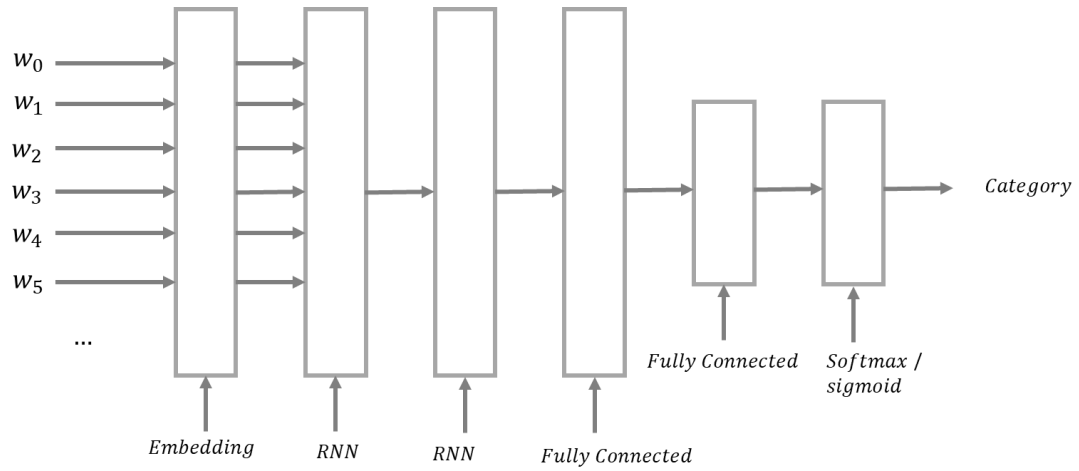 w₀
w₁
w₂
w₃
w₄
w₅
...
Category
Fully Connected
Softmax /
sigmoid
Embedding
RNN
RNN
Fully Connected